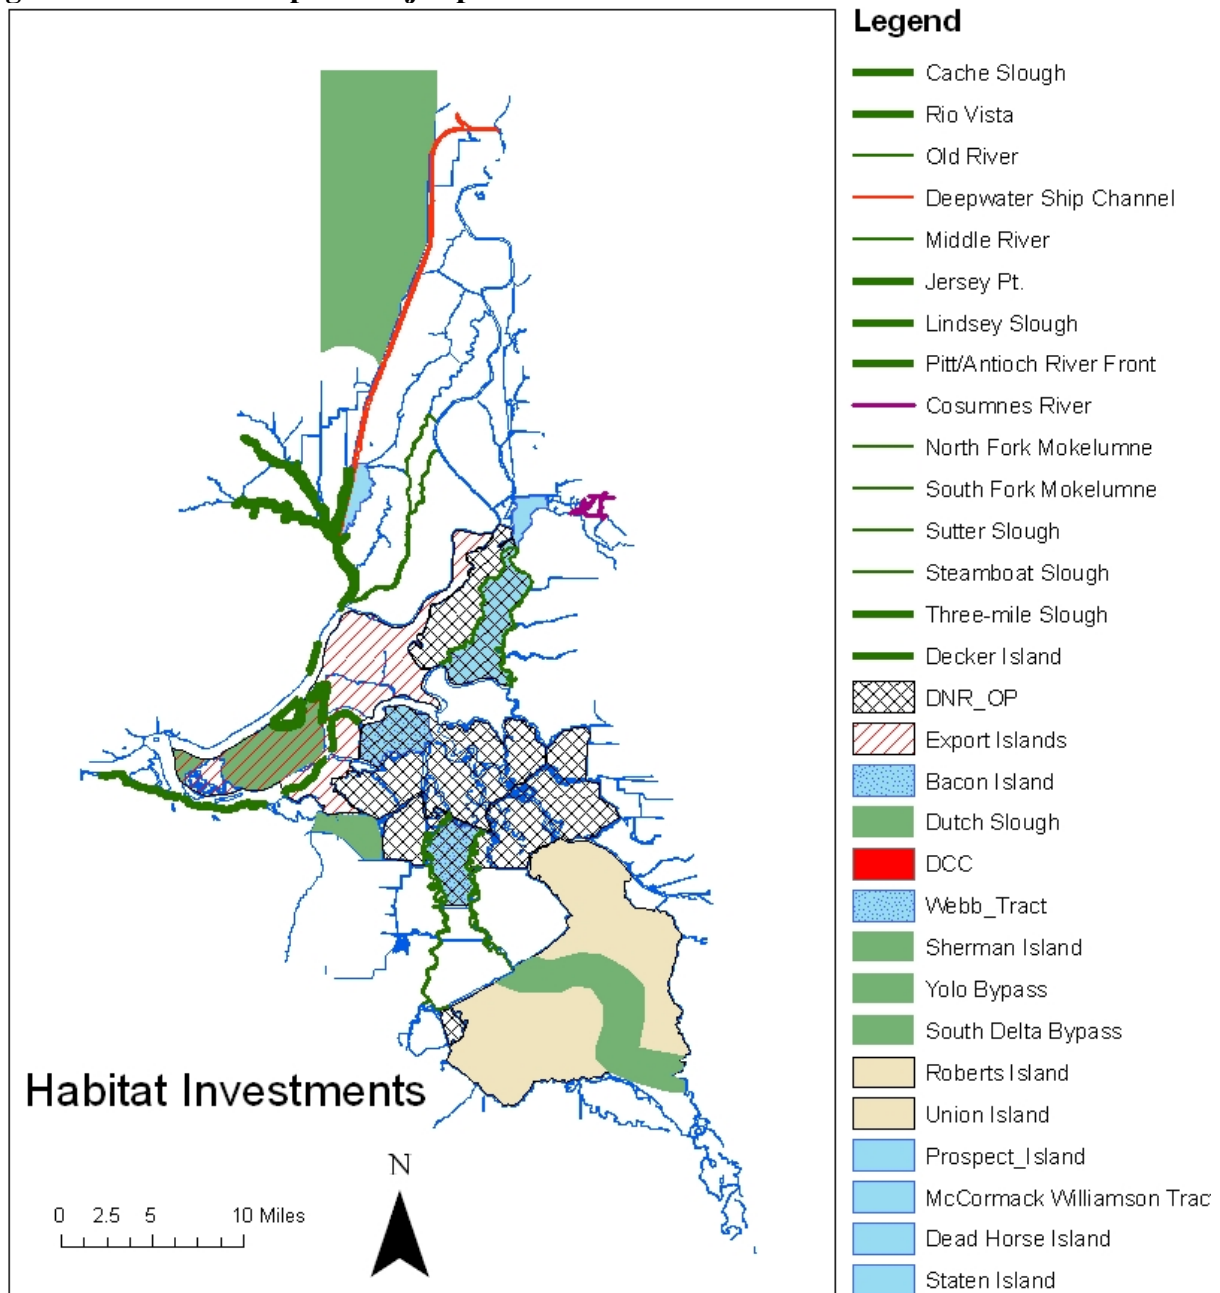 Legend
Cache Slough
Rio Vista
Old River
Deepwater Ship Channel
Middle River
Jersey Pt.
Lindsey Slough
Pitt/Antioch River Front
Cosumnes River
North Fork Mokelumne
South Fork Mokelumne
Sutter Slough
Steamboat Slough
Three-mile Slough
Decker Island
DNR_OP
Export Islands
Bacon Island
Dutch Slough
DCC
Webb_Tract
Sherman Island
Yolo Bypass
South Delta Bypass
Roberts Island
Union Island
Prospect_Island
McCormack Williamson Trac
Dead Horse Island
Staten Island
Habitat Investments
N
0 2.5 5 10 Miles